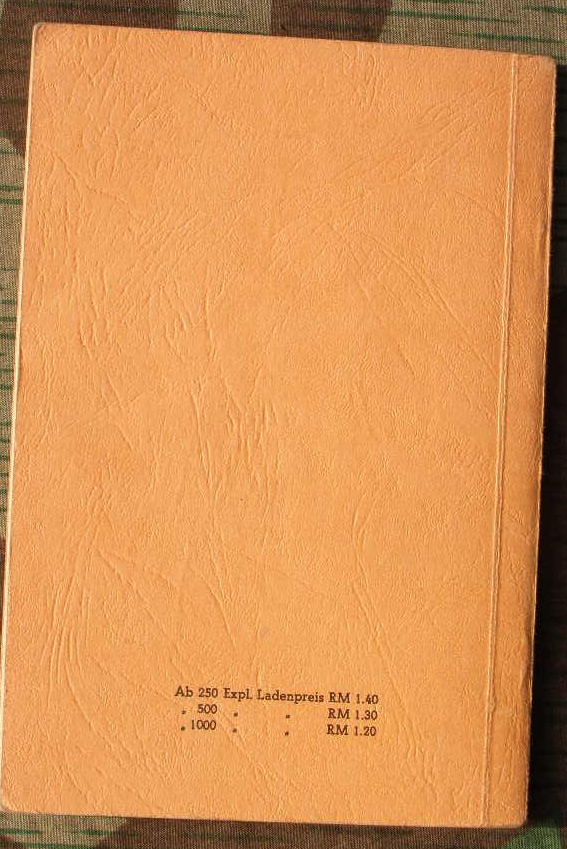 Ab 250 Expl. Ladenpreis RM 1.40
„ 500 „ „ RM 1.30
„ 1000 „ „ RM 1.20